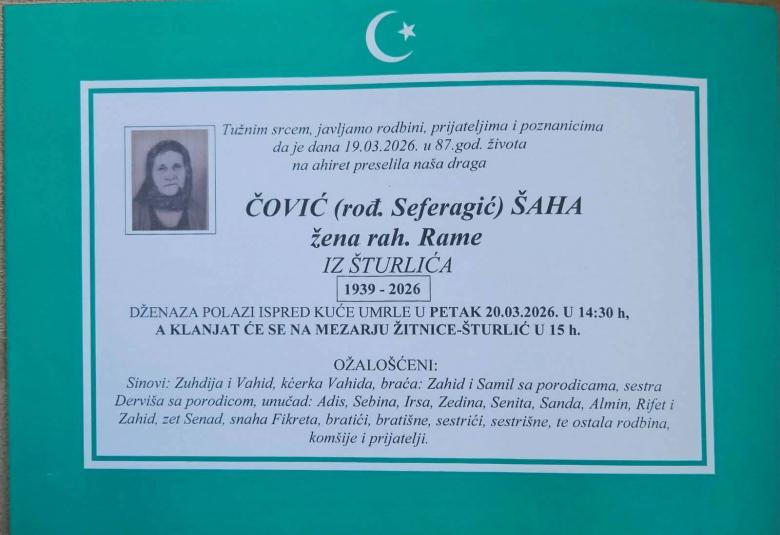 Tužnim srcem, javljamo rodbini, prijateljima i poznanicima
da je dana 19.03.2026. u 87.god. života
na ahiret preselila naša draga
ČOVIĆ (rođ. Seferagić) ŠAHA
žena rah. Rame
IZ ŠTURLIĆA
1939 - 2026
DŽENAZA POLAZI ISPRED KUĆE UMRLE U PETAK 20.03.2026. U 14:30 h,
A KLANJAT ĆE SE NA MEZARJU ŽITNICE-ŠTURLIĆ U 15 h.
OŽALOŠĆENI:
Sinovi: Zuhdija i Vahid, kćerka Vahida, braća: Zahid i Samil sa porodicama, sestra
Derviša sa porodicom, unučad: Adis, Sebina, Irsa, Zedina, Senita, Sanda, Almin, Rifet i
Zahid, zet Senad, snaha Fikreta, bratići, bratišne, sestrići, sestrišne, te ostala rodbina,
komšije i prijatelji.